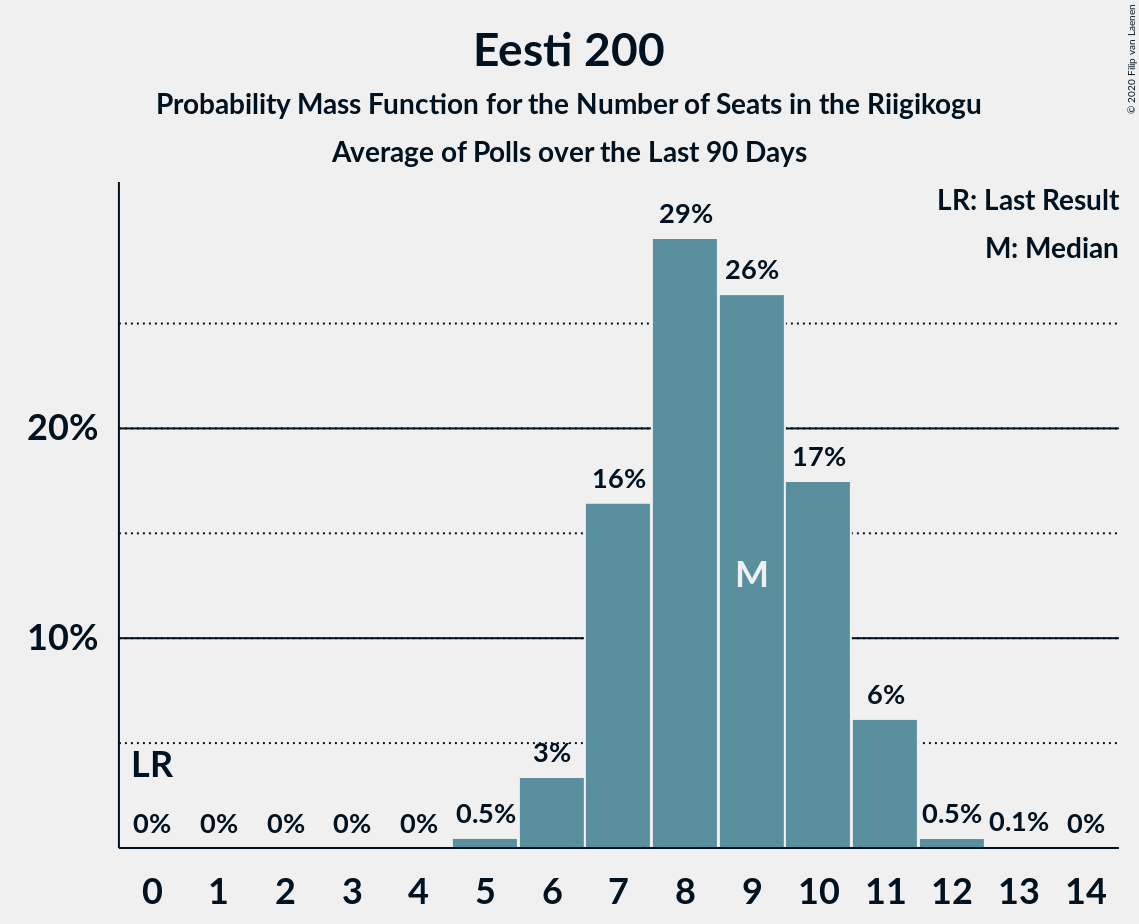 Eesti 200
Probability Mass Function for the Number of Seats in the Riigikogu
Average of Polls over the Last 90 Days
© 2020 Filip van Laenen
LR: Last Result
M: Median
29%
26%
20%
17%
16%
M
10%
6%
3%
LR
0% 0% 0% 0% 0% 0.5% 0.5% 0.1% 0%
0 1 2 3 4 5 6 7 8 9 10 11 12 13 14